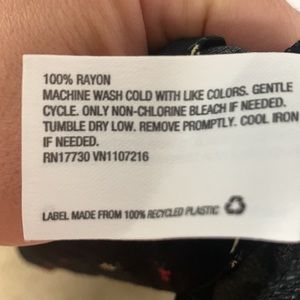 100% RAYON
MACHINE WASH COLD WITH LIKE COLORS. GENTLE
CYCLE. ONLY NON-CHLORINE BLEACH IF NEEDED.
TUMBLE DRY LOW. REMOVE PROMPTLY. COOL IRON
IF NEEDED.
RN17730 VN1107216
LABEL MADE FROM 100% RECYCLED PLASTIC